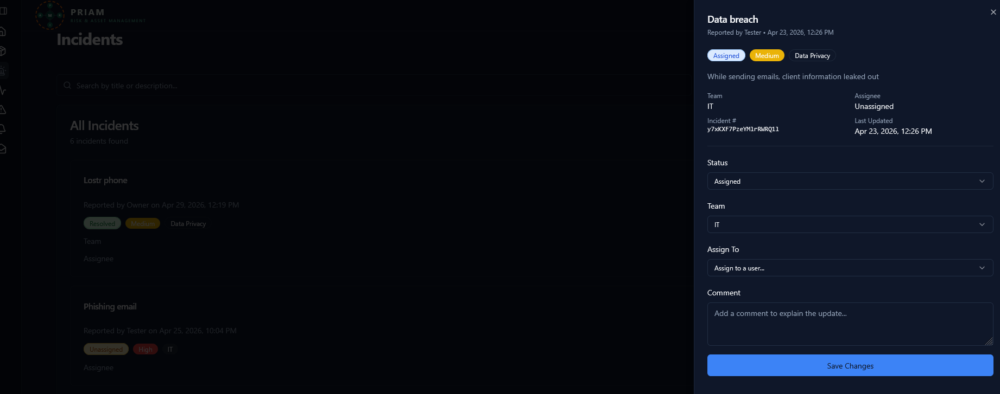 PRIAM
RISK & ASSET MANAGEMENT
Incidents
Search by title or description...
All Incidents
6 incidents found
Lostr phone
Reported by Owner on Apr 29, 2026, 12:19 PM
Resolved Medium Data Privacy
Team
Assignee
Phishing email
Reported by Tester on Apr 25, 2026, 10:04 PM
Unassigned High IT
Assignee
Data breach
Reported by Tester • Apr 23, 2026, 12:26 PM
Assigned Medium Data Privacy
While sending emails, client information leaked out
Team Assignee
IT Unassigned
Incident # Last Updated
y7xKXF7PzeYMlrRWRQ1l Apr 23, 2026, 12:26 PM
Status
Assigned
Team
IT
Assign To
Assign to a user...
Comment
Add a comment to explain the update...
Save Changes